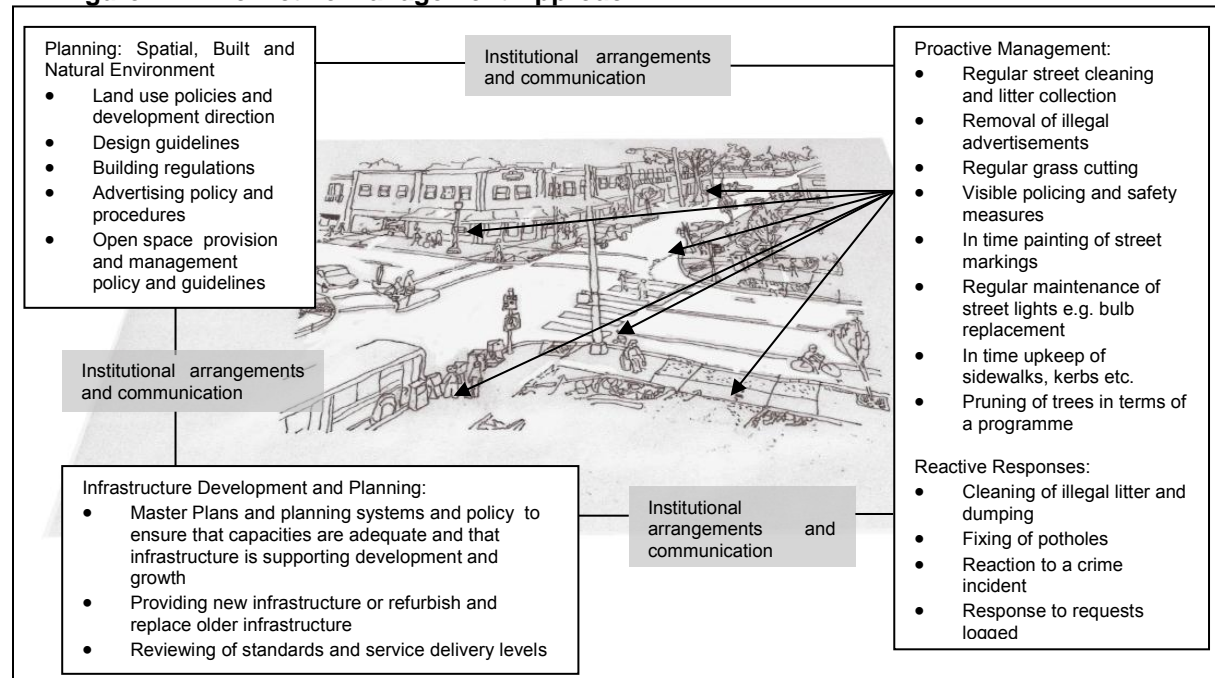 Planning: Spatial, Built and
Natural Environment
• Land use policies and
development direction
• Design guidelines
• Building regulations
• Advertising policy and
procedures
• Open space provision
and management
policy and guidelines
Institutional arrangements
and communication
Proactive Management:
• Regular street cleaning
and litter collection
• Removal of illegal
advertisements
• Regular grass cutting
• Visible policing and safety
measures
• In time painting of street
markings
• Regular maintenance of
street lights e.g. bulb
replacement
• In time upkeep of
sidewalks, kerbs etc.
• Pruning of trees in terms of
a programme
Reactive Responses:
• Cleaning of illegal litter and
dumping
• Fixing of potholes
• Reaction to a crime
incident
• Response to requests
logged
Institutional arrangements
and communication
Infrastructure Development and Planning:
• Master Plans and planning systems and policy to
ensure that capacities are adequate and that
infrastructure is supporting development and
growth
• Providing new infrastructure or refurbish and
replace older infrastructure
• Reviewing of standards and service delivery levels
Institutional
arrangements and
communication